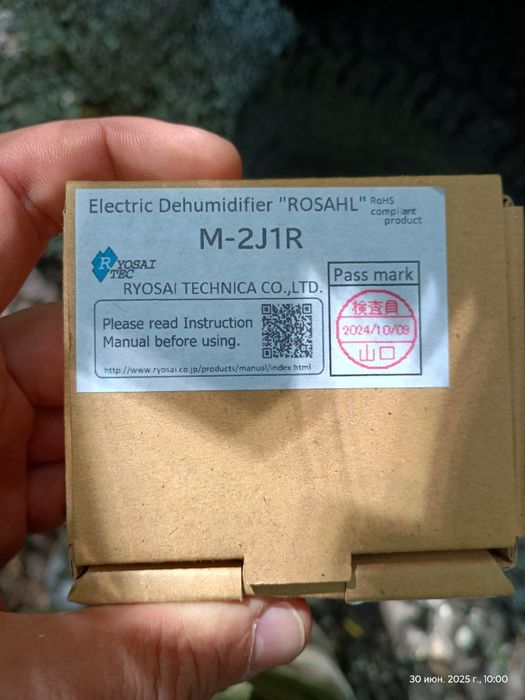 Electric Dehumidifier "ROSAHL"
RoHS
compliant
product
M-2J1R
RYOSAI
TEC
RYOSAI TECHNICA CO.,LTD.
Please read Instruction
Manual before using.
http://www.ryosai.co.jp/products/manual/index.html
Pass mark
検査員
2024/10/09
山口
30 июн. 2025 г., 10:00